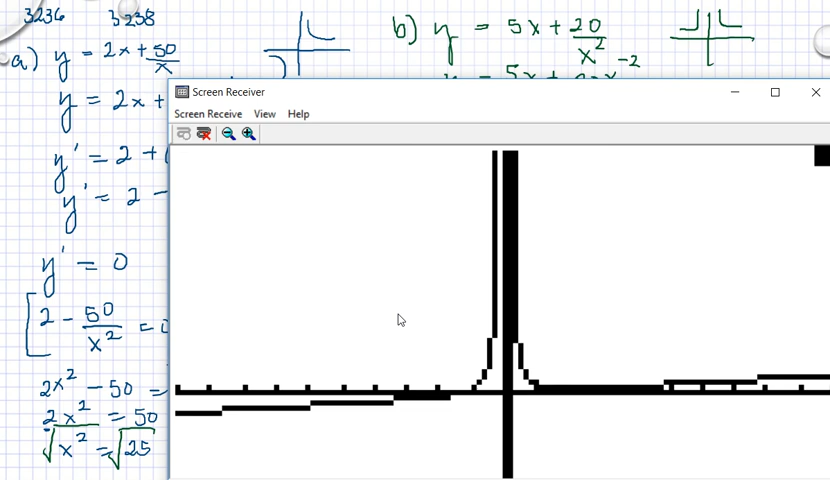 3236 3238
a) y = 2x + 50/x
y = 2x +
y' = 2 +
y' = 2 -
y' = 0
2 - 50/x² = 0
2x² - 50 =
2x² = 50
√x² = √25
b) y = 5x + 20/x²
-2
Screen Receiver
Screen Receive View Help